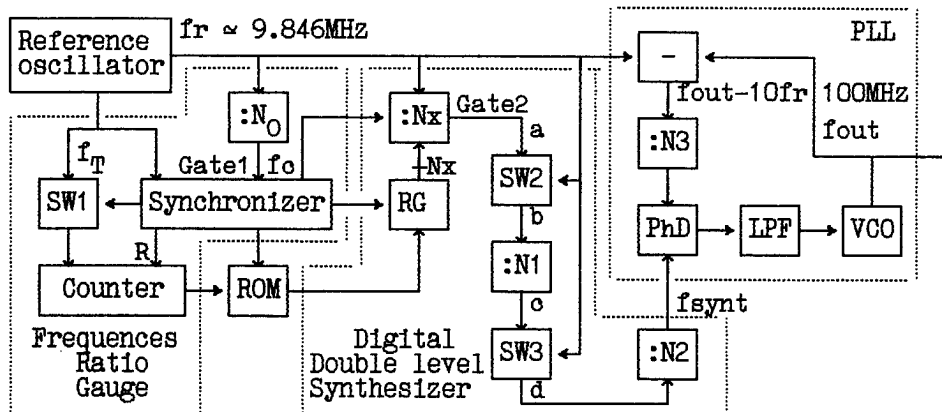 Reference
oscillator
fr ≃ 9.846MHz
PLL
-
:N0
:Nx
Gate2
fout-10fr
100MHz
fout
fT
Gate1
fc
-Nx
a
:N3
SW1
Synchronizer
RG
SW2
b
PhD
LPF
VCO
R
:N1
Counter
ROM
c
fsynt
Frequences
Ratio
Gauge
Digital
Double level
Synthesizer
SW3
d
:N2